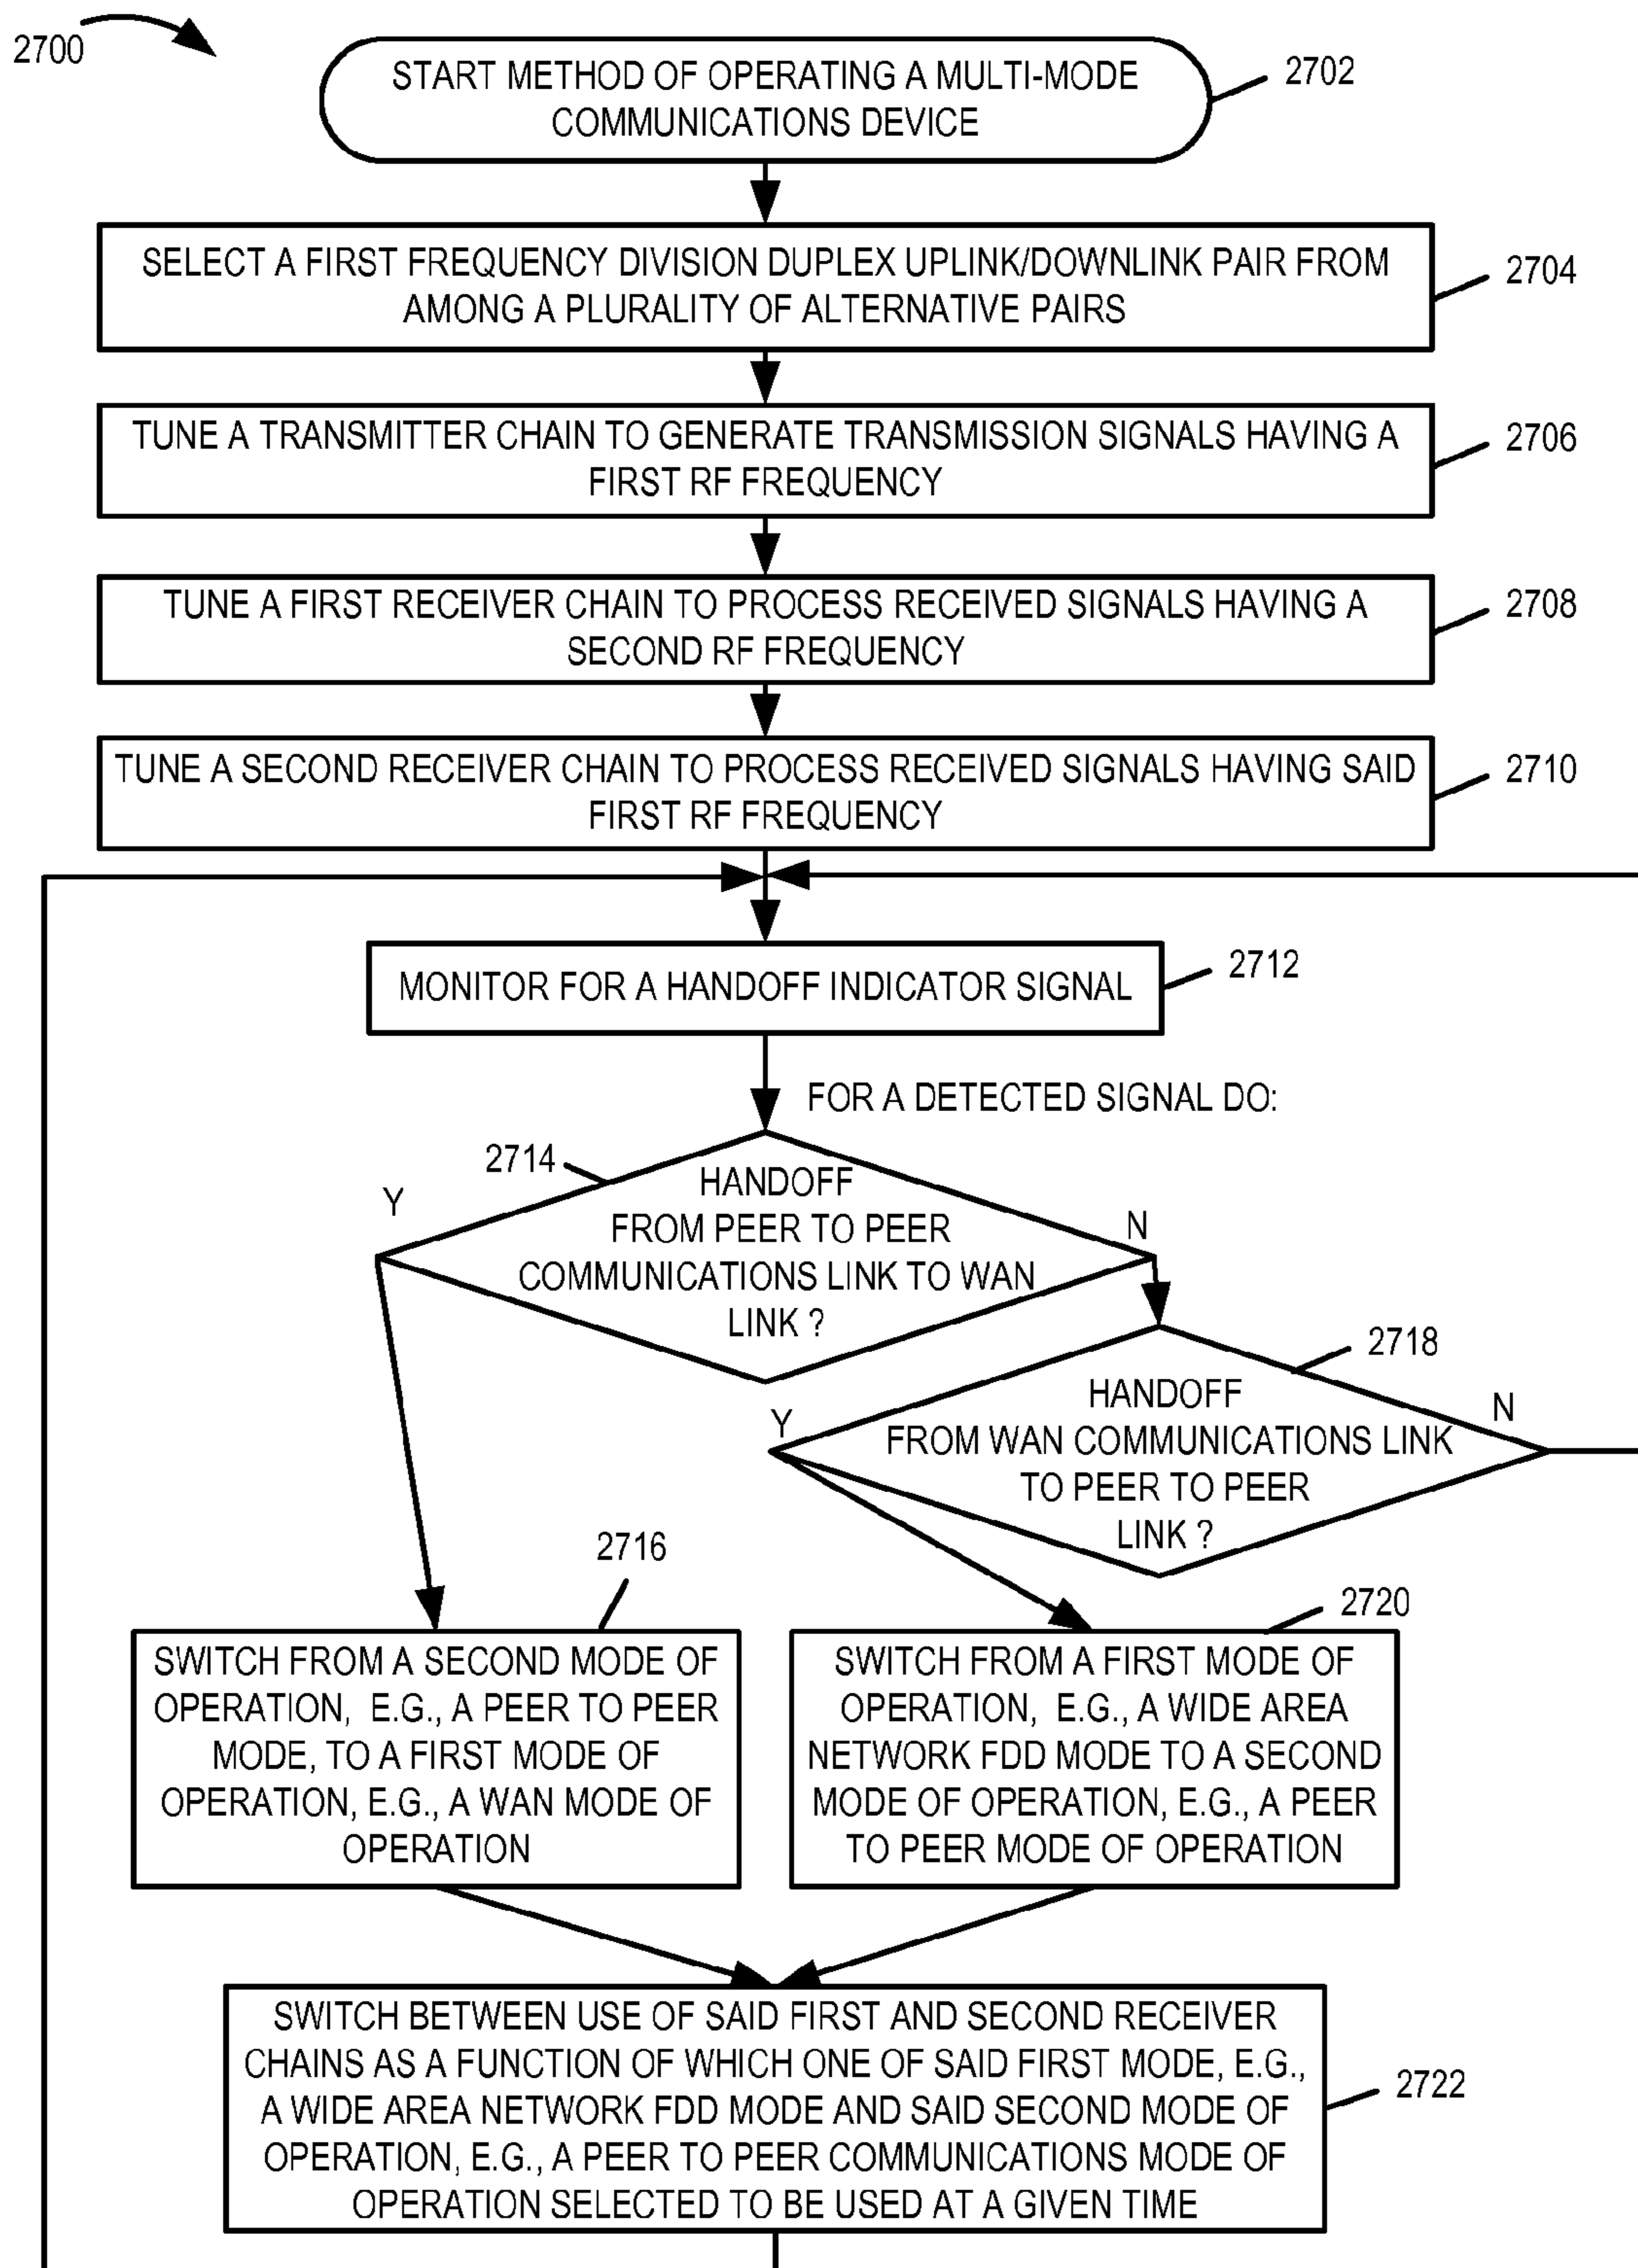 2700
START METHOD OF OPERATING A MULTI-MODE
COMMUNICATIONS DEVICE
2702
SELECT A FIRST FREQUENCY DIVISION DUPLEX UPLINK/DOWNLINK PAIR FROM
AMONG A PLURALITY OF ALTERNATIVE PAIRS
2704
TUNE A TRANSMITTER CHAIN TO GENERATE TRANSMISSION SIGNALS HAVING A
FIRST RF FREQUENCY
2706
TUNE A FIRST RECEIVER CHAIN TO PROCESS RECEIVED SIGNALS HAVING A
SECOND RF FREQUENCY
2708
TUNE A SECOND RECEIVER CHAIN TO PROCESS RECEIVED SIGNALS HAVING SAID
FIRST RF FREQUENCY
2710
MONITOR FOR A HANDOFF INDICATOR SIGNAL
2712
FOR A DETECTED SIGNAL DO:
2714
Y
HANDOFF
FROM PEER TO PEER
COMMUNICATIONS LINK TO WAN
LINK ?
N
2718
Y
HANDOFF
FROM WAN COMMUNICATIONS LINK
TO PEER TO PEER
LINK ?
N
2716
SWITCH FROM A SECOND MODE OF
OPERATION, E.G., A PEER TO PEER
MODE, TO A FIRST MODE OF
OPERATION, E.G., A WAN MODE OF
OPERATION
2720
SWITCH FROM A FIRST MODE OF
OPERATION, E.G., A WIDE AREA
NETWORK FDD MODE TO A SECOND
MODE OF OPERATION, E.G., A PEER
TO PEER MODE OF OPERATION
SWITCH BETWEEN USE OF SAID FIRST AND SECOND RECEIVER
CHAINS AS A FUNCTION OF WHICH ONE OF SAID FIRST MODE, E.G.,
A WIDE AREA NETWORK FDD MODE AND SAID SECOND MODE OF
OPERATION, E.G., A PEER TO PEER COMMUNICATIONS MODE OF
OPERATION SELECTED TO BE USED AT A GIVEN TIME
2722